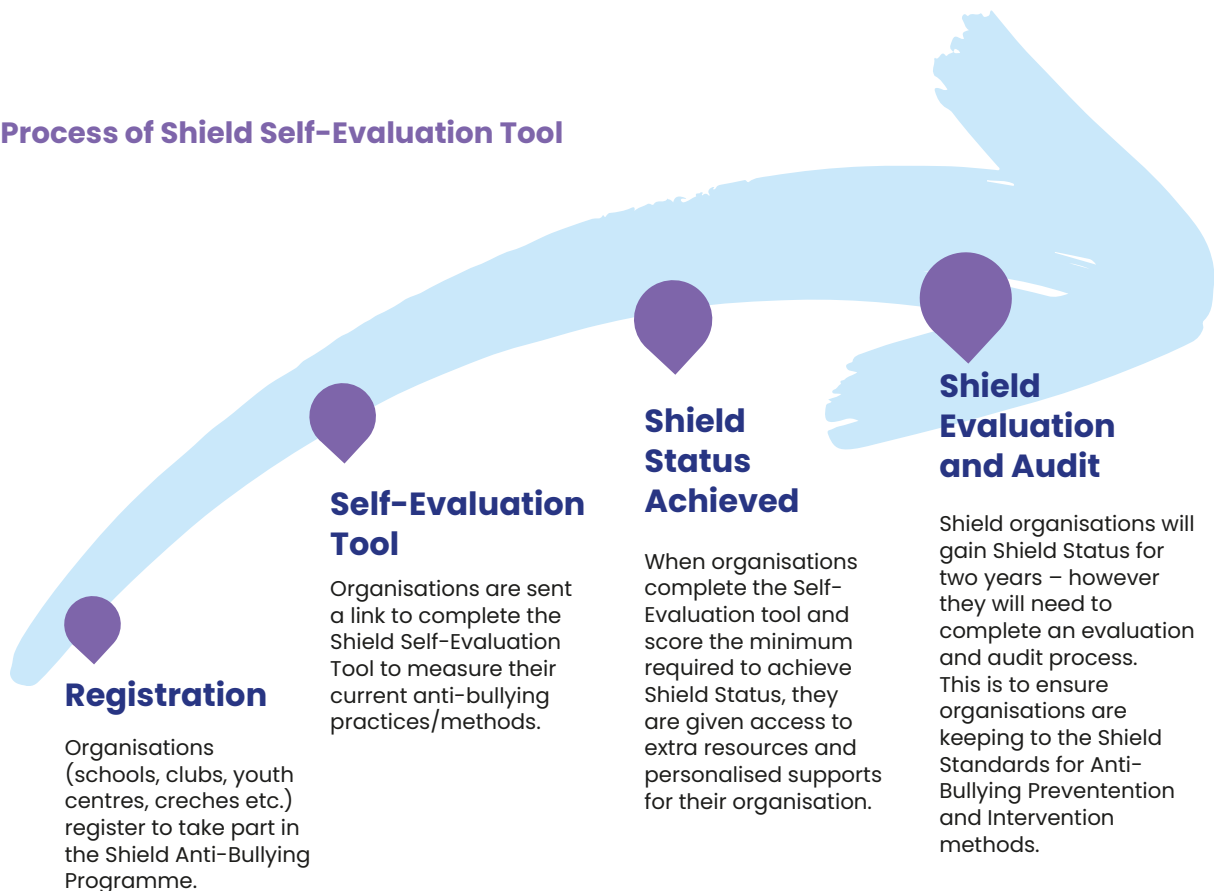 Process of Shield Self-Evaluation Tool
Registration
Organisations
(schools, clubs, youth
centres, creches etc.)
register to take part in
the Shield Anti-Bullying
Programme.
Self-Evaluation
Tool
Organisations are sent
a link to complete the
Shield Self-Evaluation
Tool to measure their
current anti-bullying
practices/methods.
Shield
Status
Achieved
When organisations
complete the Self-
Evaluation tool and
score the minimum
required to achieve
Shield Status, they
are given access to
extra resources and
personalised supports
for their organisation.
Shield
Evaluation
and Audit
Shield organisations will
gain Shield Status for
two years – however
they will need to
complete an evaluation
and audit process.
This is to ensure
organisations are
keeping to the Shield
Standards for Anti-
Bullying Preventention
and Intervention
methods.